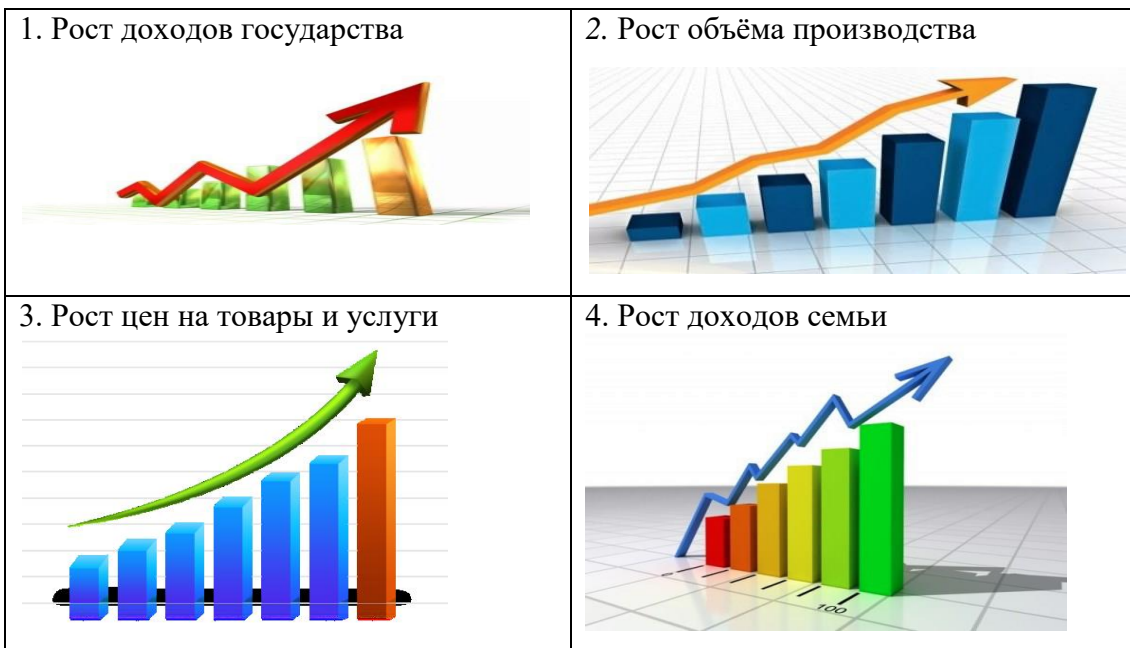 1. Рост доходов государства
2. Рост объёма производства
3. Рост цен на товары и услуги
4. Рост доходов семьи
0
100